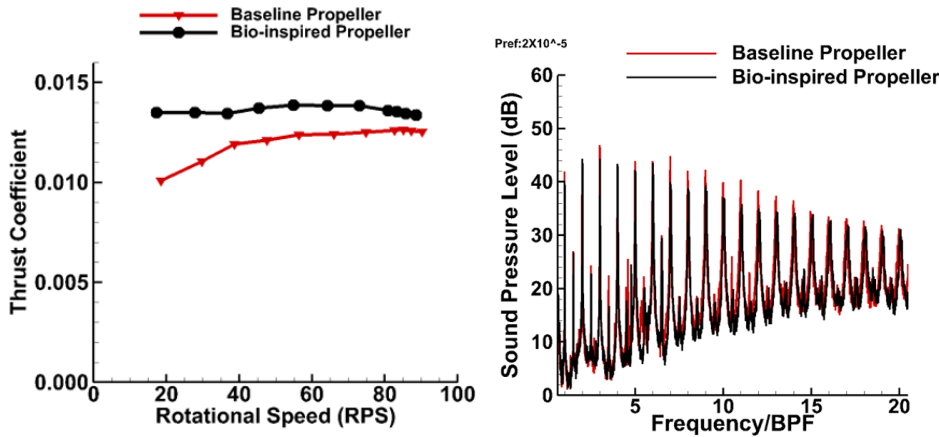 Baseline Propeller
Bio-inspired Propeller
0.015
0.010
0.005
0.000
Thrust Coefficient
0 20 40 60 80 100
Rotational Speed (RPS)
Pref:2X10^-5
Baseline Propeller
Bio-inspired Propeller
60
50
40
30
20
10
0
Sound Pressure Level (dB)
5 10 15 20
Frequency/BPF